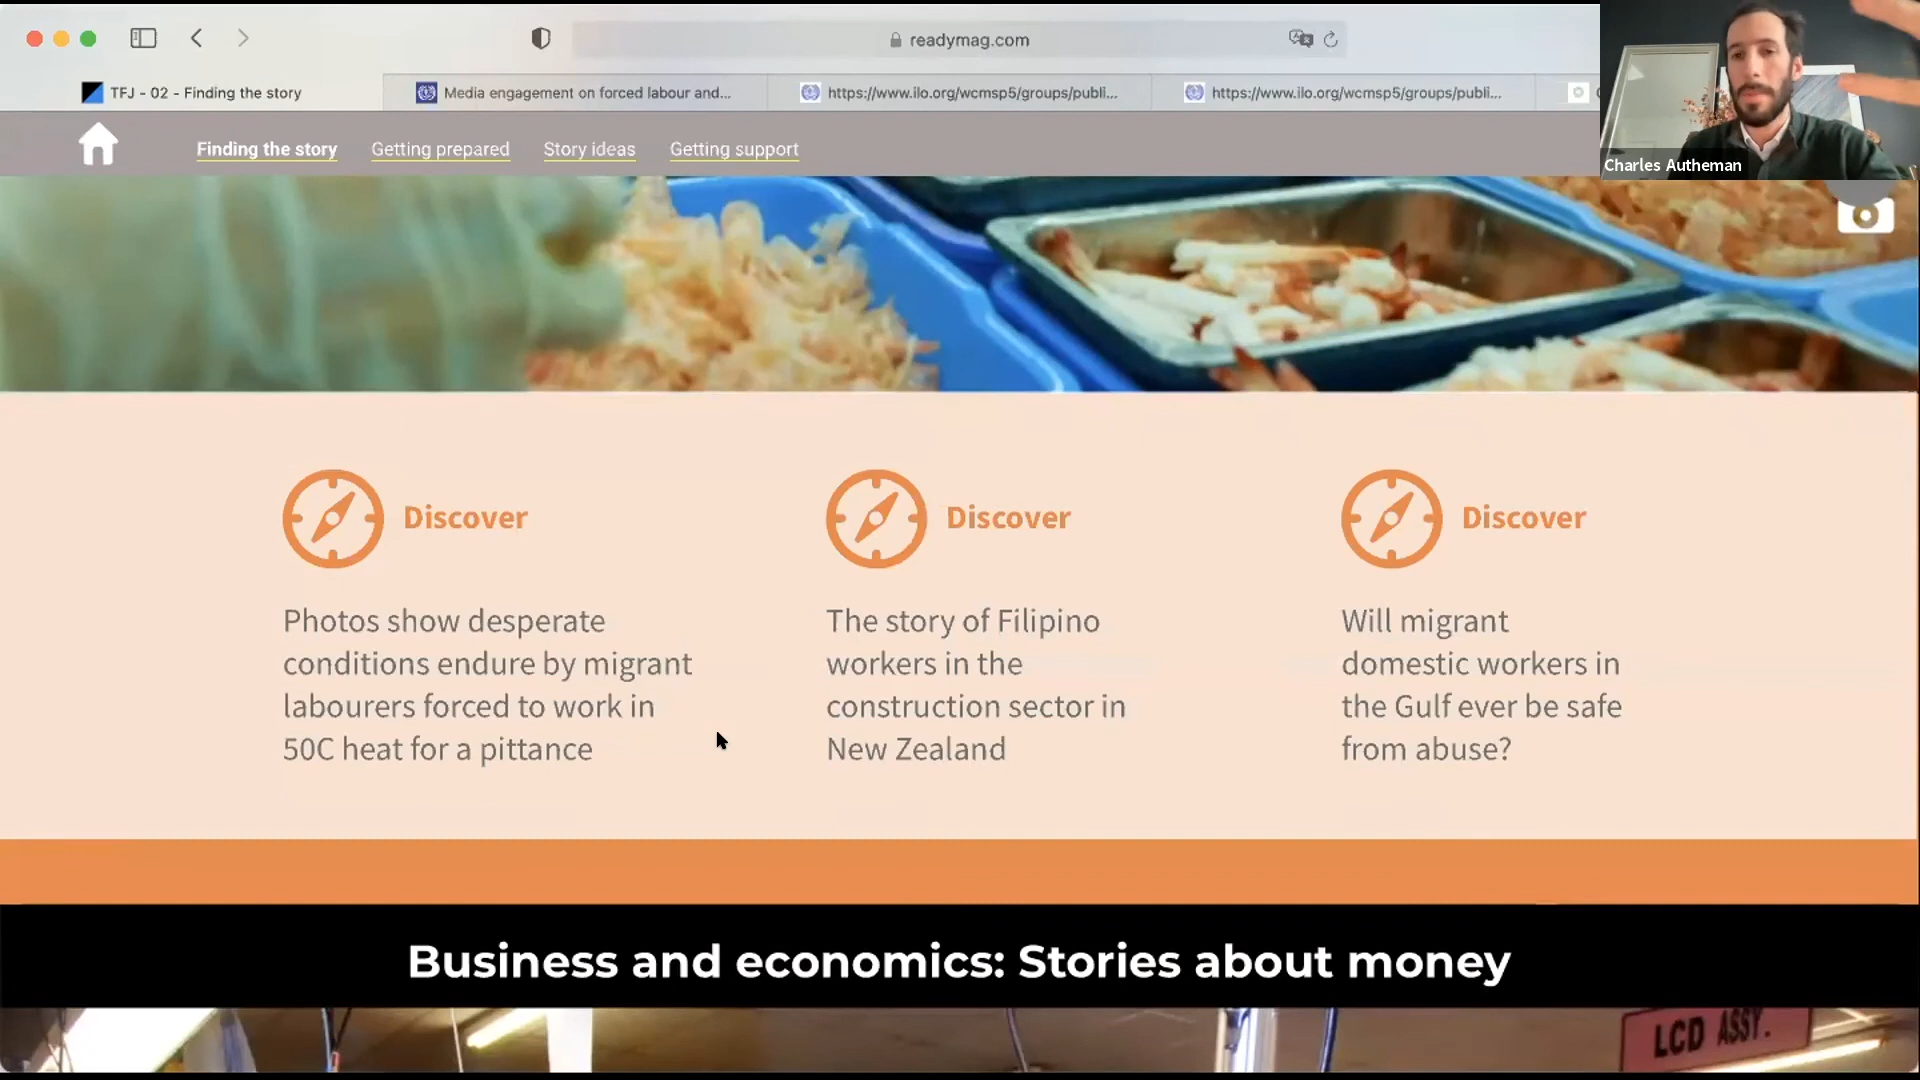 readymag.com
TFJ - 02 - Finding the story
Media engagement on forced labour and...
https://www.ilo.org/wcmsp5/groups/publi...
https://www.ilo.org/wcmsp5/groups/publi...
Finding the story
Getting prepared
Story ideas
Getting support
Charles Autheman
Discover
Photos show desperate
conditions endure by migrant
labourers forced to work in
50C heat for a pittance
Discover
The story of Filipino
workers in the
construction sector in
New Zealand
Discover
Will migrant
domestic workers in
the Gulf ever be safe
from abuse?
Business and economics: Stories about money
LCD ASSY.